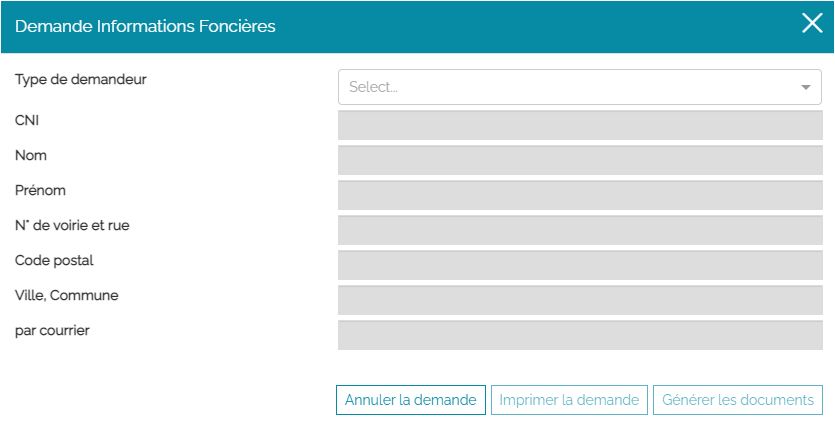 Demande Informations Foncières
Type de demandeur
Select...
CNI
Nom
Prénom
N° de voirie et rue
Code postal
Ville, Commune
par courrier
Annuler la demande Imprimer la demande Générer les documents